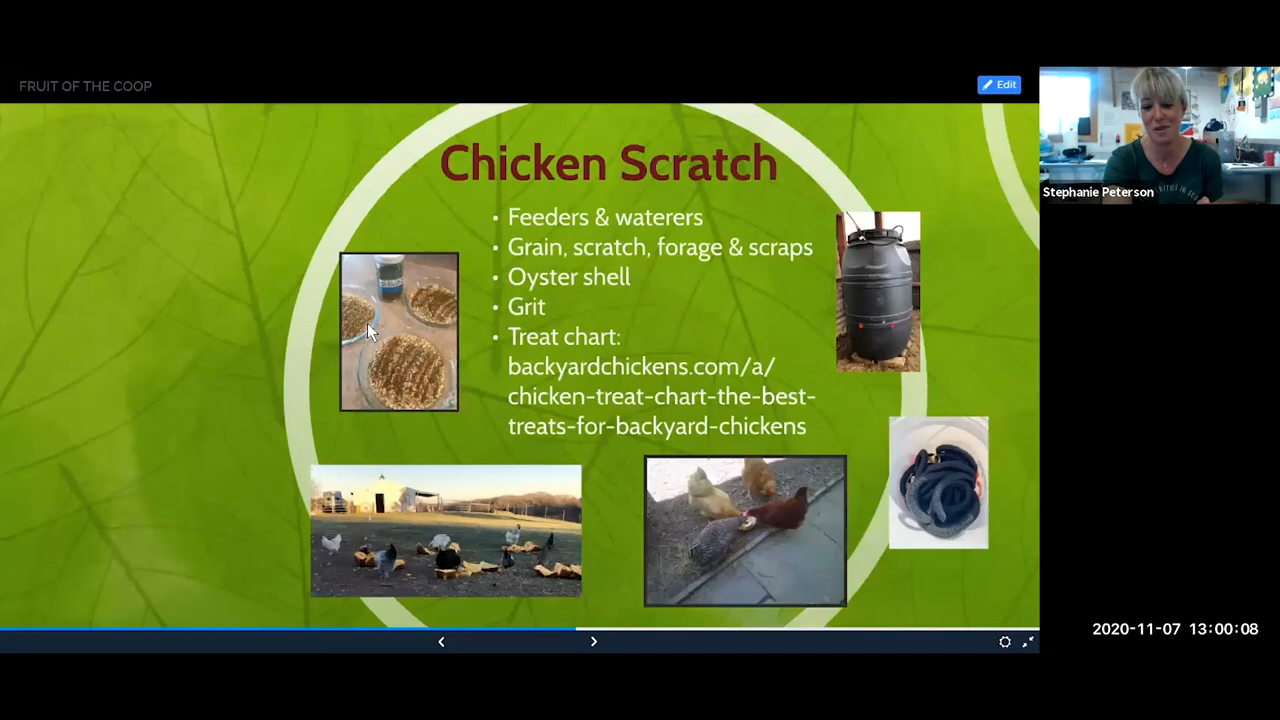 FRUIT OF THE COOP
Edit
Chicken Scratch
• Feeders & waterers
• Grain, scratch, forage & scraps
• Oyster shell
• Grit
• Treat chart:
backyardchickens.com/a/
chicken-treat-chart-the-best-
treats-for-backyard-chickens
Stephanie Peterson
2020-11-07 13:00:08